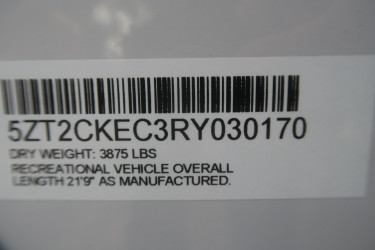 5ZT2CKEC3RY030170
DRY WEIGHT: 3875 LBS
RECREATIONAL VEHICLE OVERALL
LENGTH 21'9" AS MANUFACTURED.